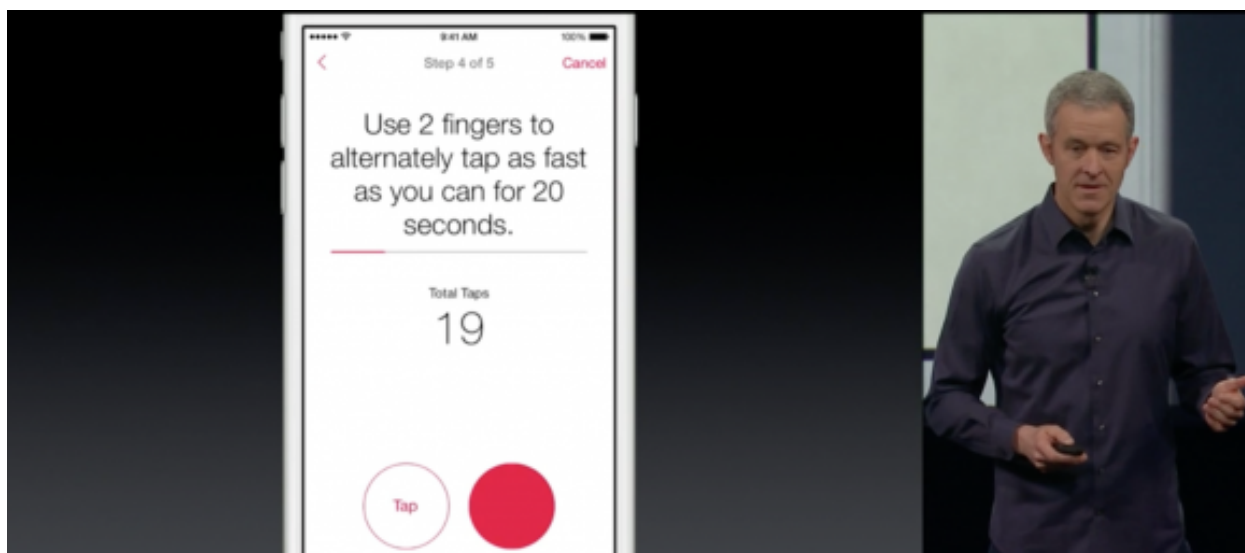 9:41 AM
100%
Step 4 of 5
Cancel
Use 2 fingers to
alternately tap as fast
as you can for 20
seconds.
Total Taps
19
Tap